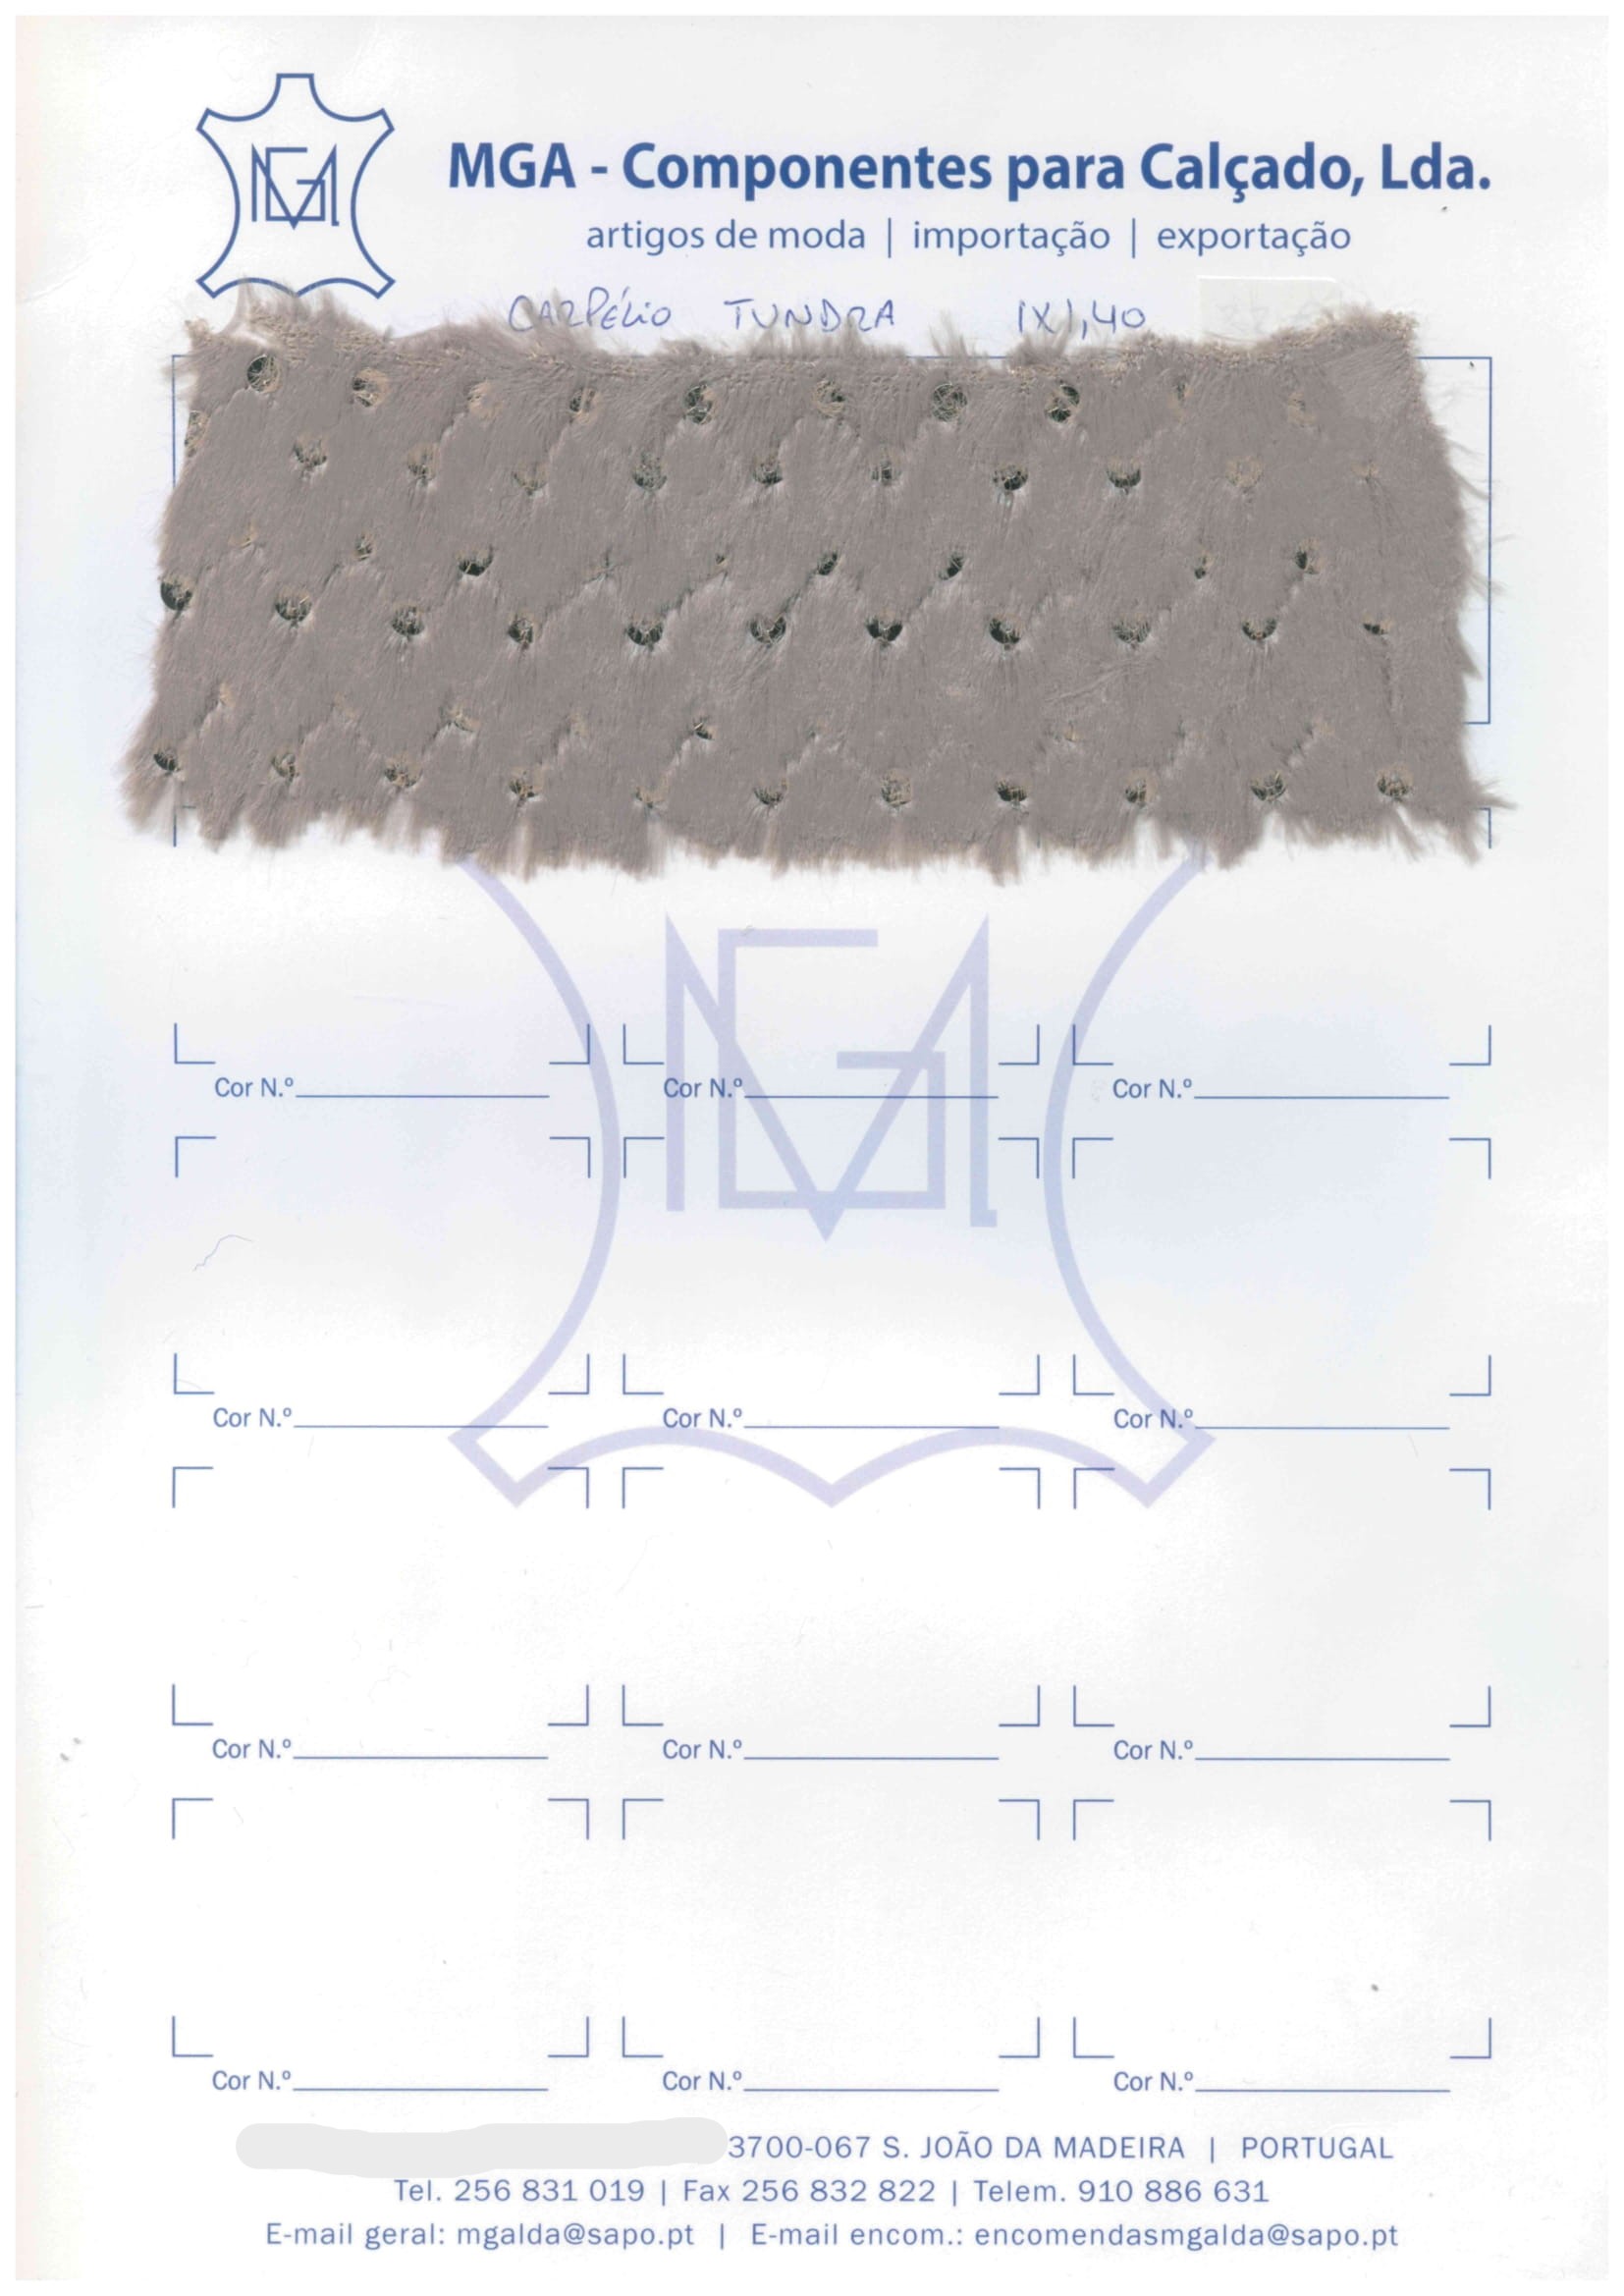 MGA
MGA - Componentes para Calçado, Lda.
artigos de moda | importação | exportação
CARPÉLIO TUNDRA 1X1,40
MGA
Cor N.º Cor N.º Cor N.º
Cor N.º Cor N.º Cor N.º
Cor N.º Cor N.º Cor N.º
Cor N.º Cor N.º Cor N.º
3700-067 S. JOÃO DA MADEIRA | PORTUGAL
Tel. 256 831 019 | Fax 256 832 822 | Telem. 910 886 631
E-mail geral: mgalda@sapo.pt | E-mail encom.: encomendasmgalda@sapo.pt